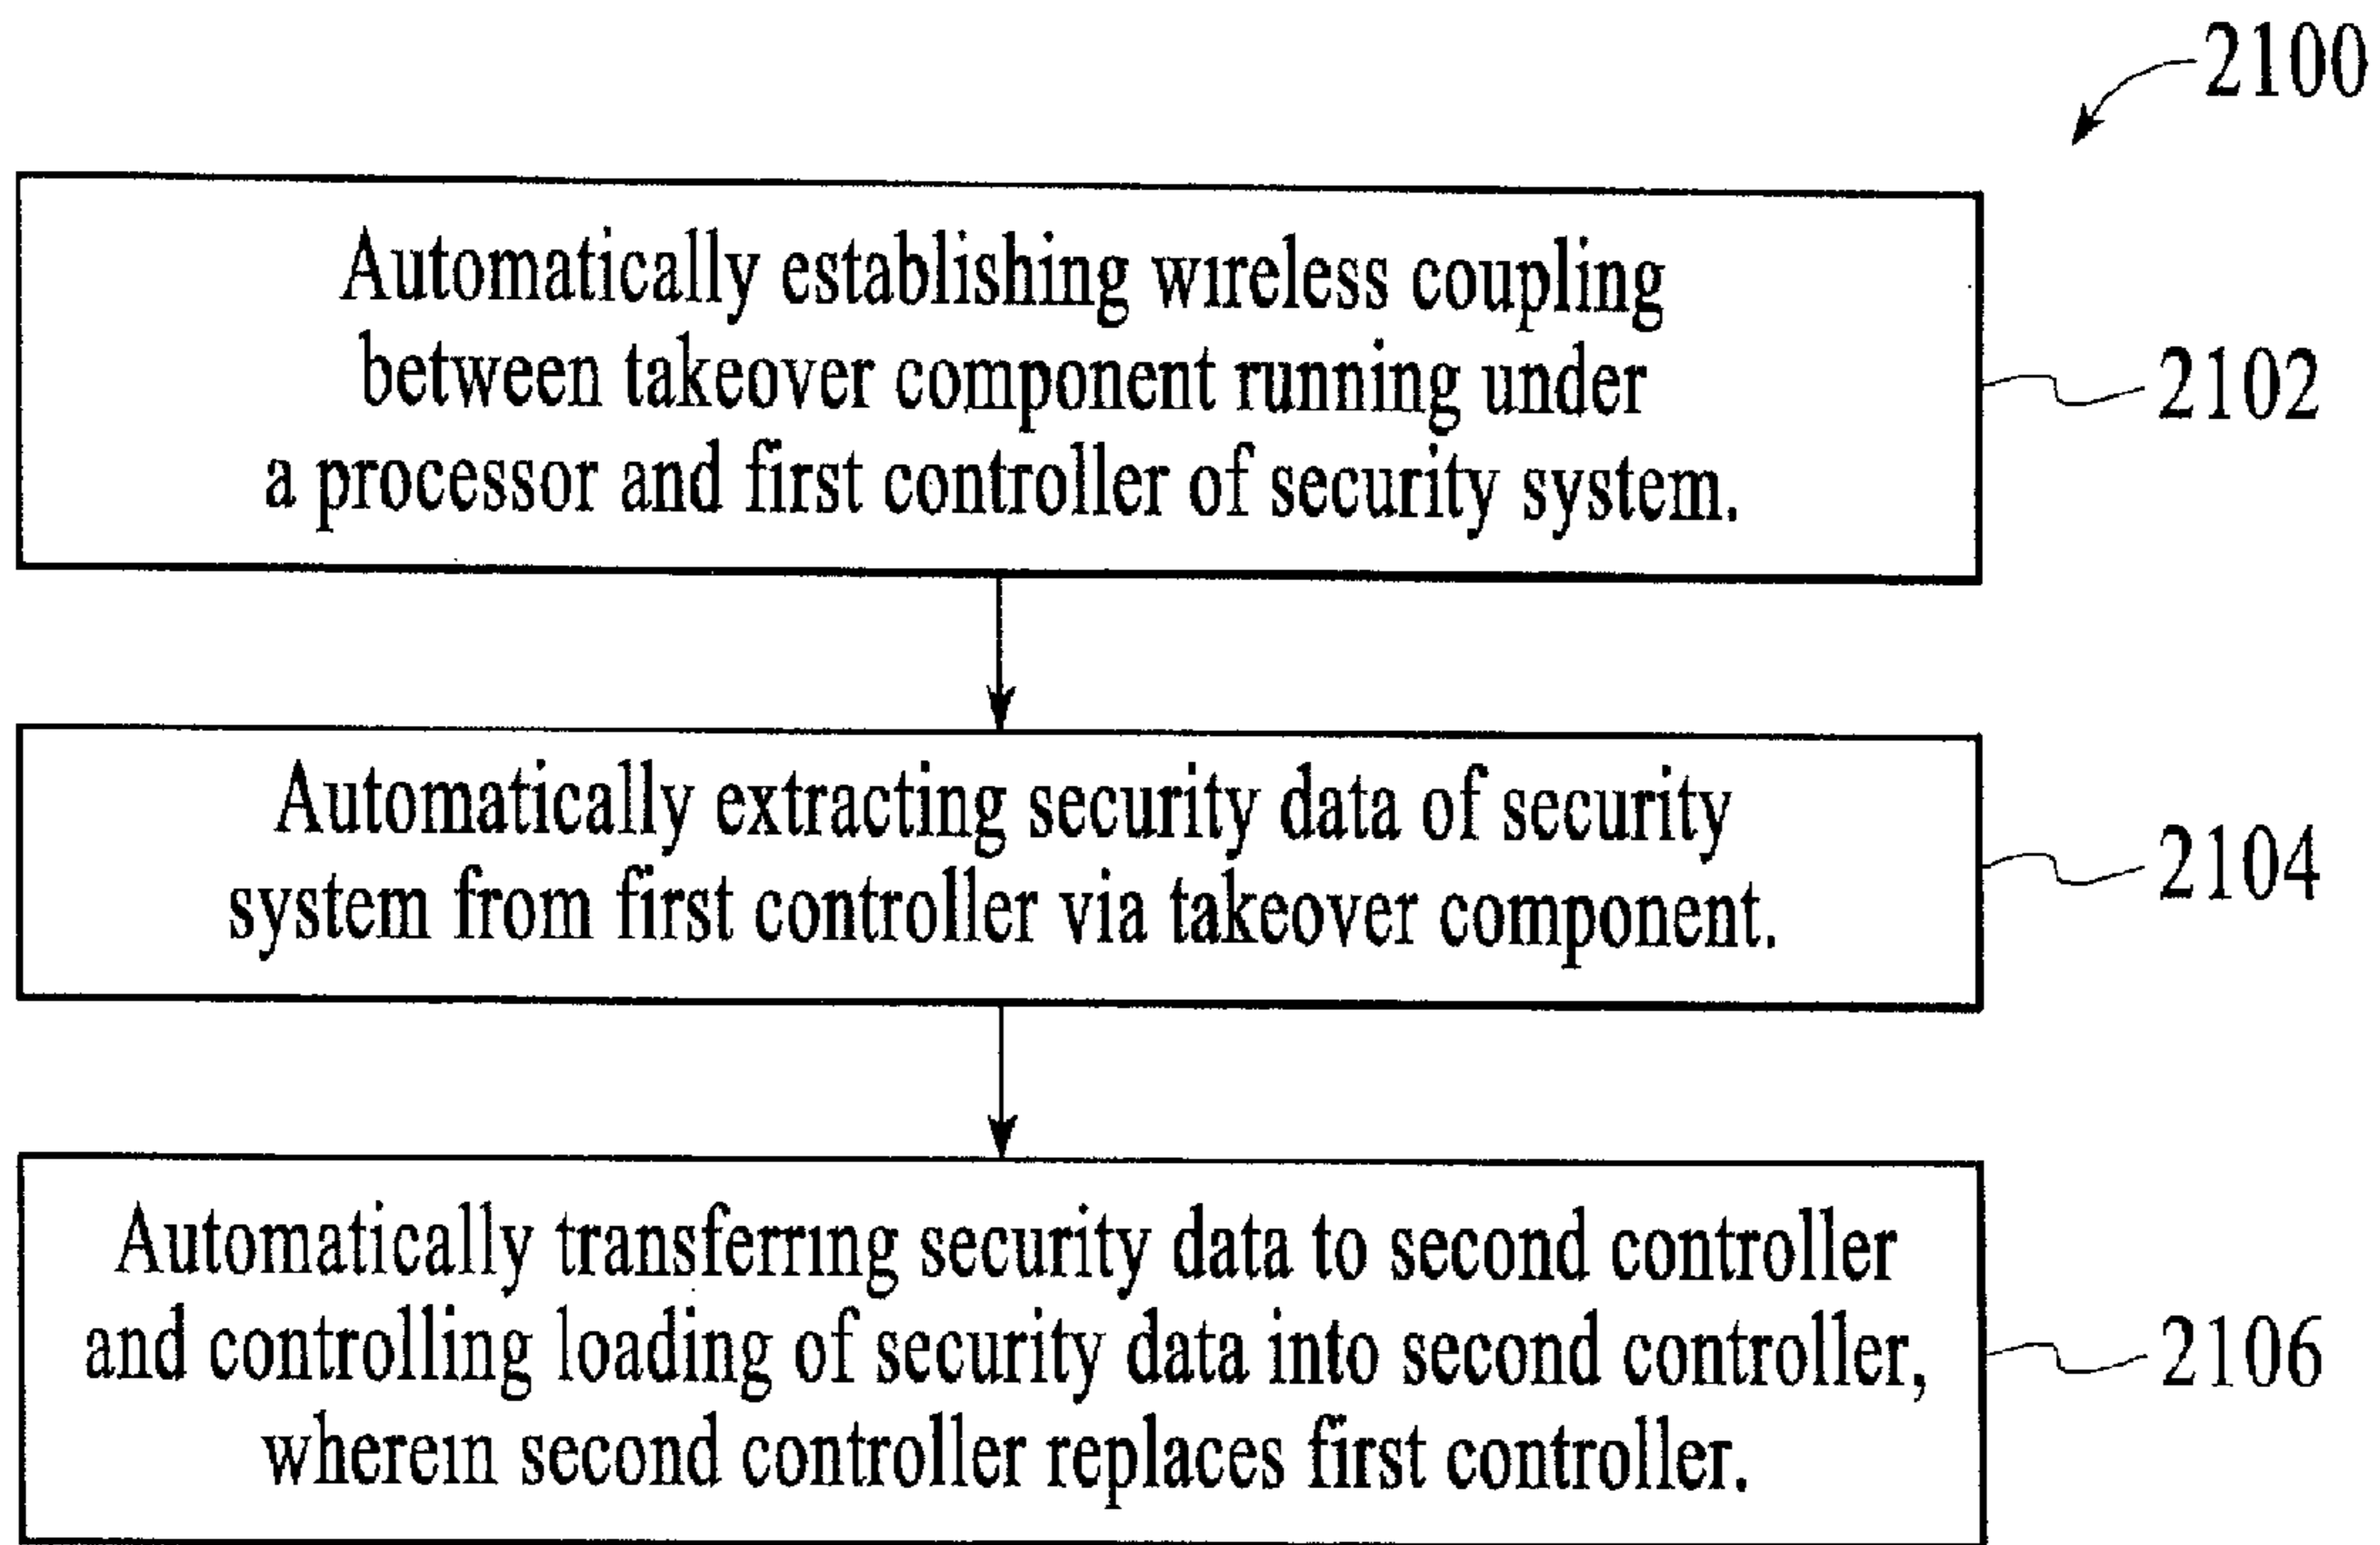 2100
Automatically establishing wireless coupling
between takeover component running under
a processor and first controller of security system.
2102
Automatically extracting security data of security
system from first controller via takeover component.
2104
Automatically transferring security data to second controller
and controlling loading of security data into second controller,
wherein second controller replaces first controller.
2106